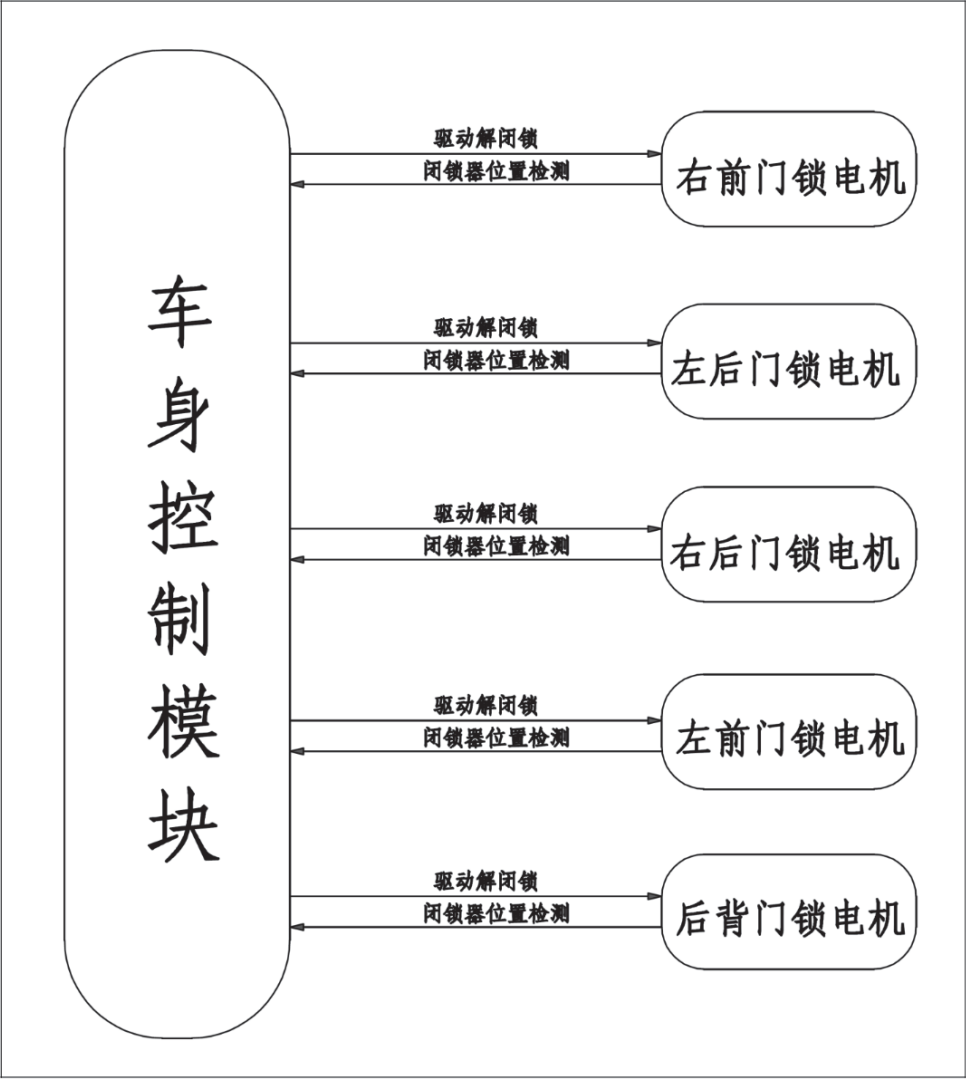 车身控制模块
驱动解闭锁
闭锁器位置检测
右前门锁电机
驱动解闭锁
闭锁器位置检测
左后门锁电机
驱动解闭锁
闭锁器位置检测
右后门锁电机
驱动解闭锁
闭锁器位置检测
左前门锁电机
驱动解闭锁
闭锁器位置检测
后背门锁电机